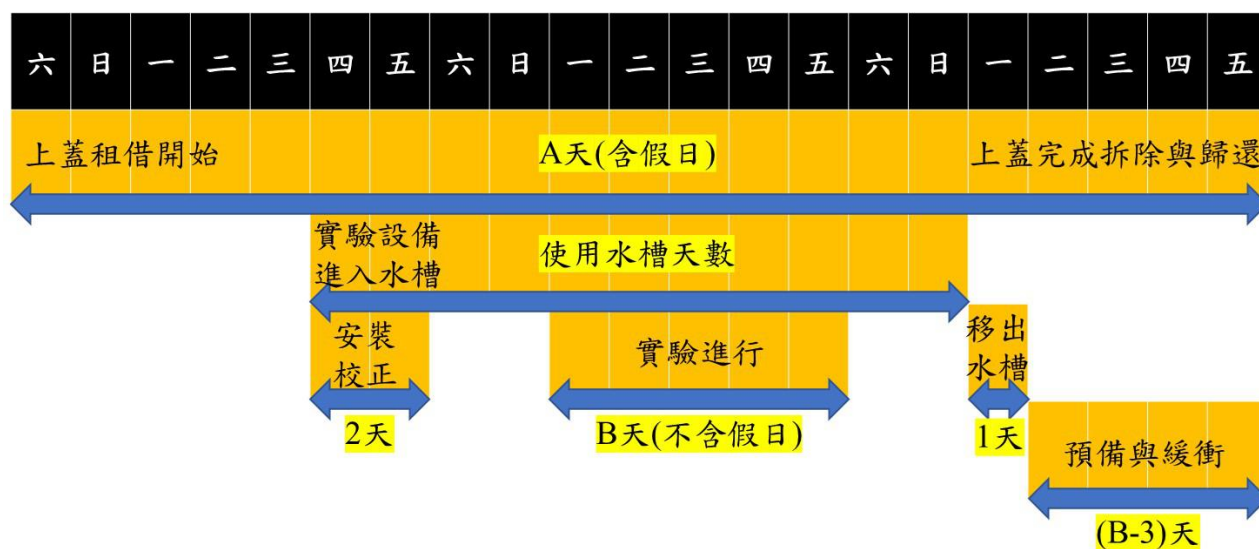 六 日 一 二 三 四 五 六 日 一 二 三 四 五 六 日 一 二 三 四 五
上蓋租借開始 A天(含假日) 上蓋完成拆除與歸還
實驗設備
進入水槽
使用水槽天數
安裝
校正
實驗進行
移出
水槽
2天 B天(不含假日) 1天
預備與緩衝
(B-3)天